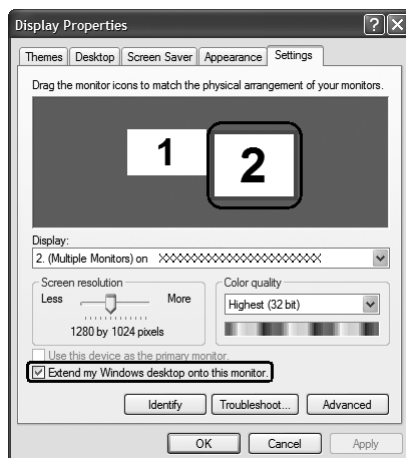 Display Properties
Themes Desktop Screen Saver Appearance Settings
Drag the monitor icons to match the physical arrangement of your monitors.
1 2
Display:
2. (Multiple Monitors) on XXXXXXXXXXXXXXXXXXXXXXX
Screen resolution Color quality
Less More Highest (32 bit)
1280 by 1024 pixels
Use this device as the primary monitor.
Extend my Windows desktop onto this monitor.
Identify Troubleshoot... Advanced
OK Cancel Apply